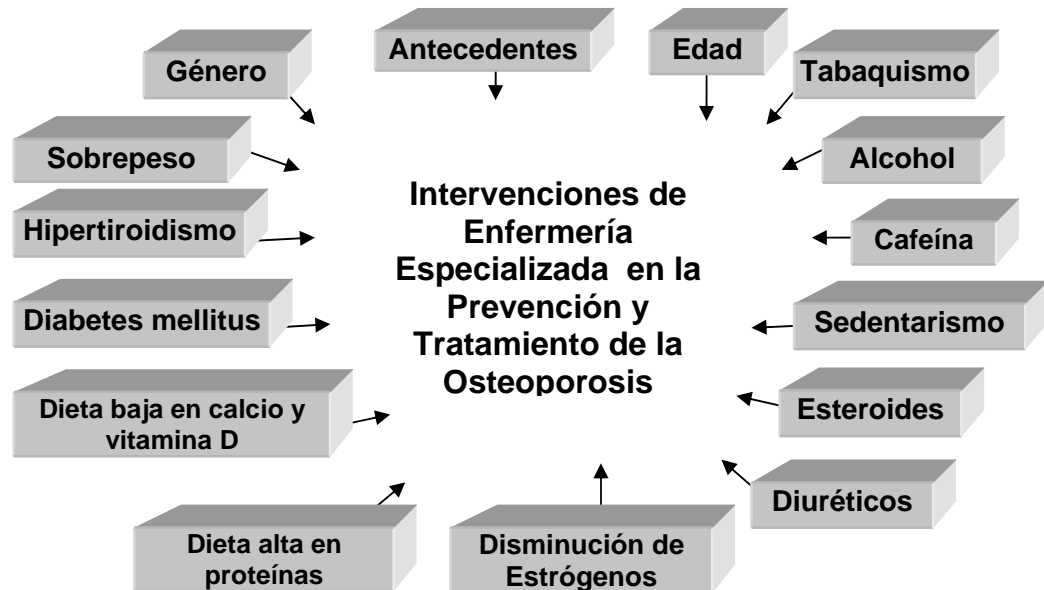 Antecedentes
Edad
Género
Tabaquismo
Sobrepeso
Alcohol
Hipertiroidismo
Cafeína
Diabetes mellitus
Sedentarismo
Dieta baja en calcio y
vitamina D
Esteroides
Diuréticos
Dieta alta en
proteínas
Disminución de
Estrógenos
Intervenciones de
Enfermería
Especializada  en la
Prevención y
Tratamiento de la
Osteoporosis